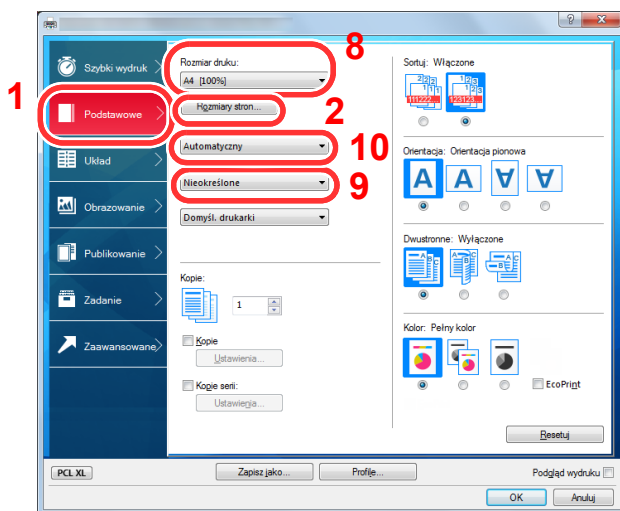 8
1
2
10
9
Szybki wydruk
Podstawowe
Układ
Obrazowanie
Publikowanie
Zadanie
Zaawansowane
Rozmiar druku:
A4 [100%]
Rozmiary stron...
Automatyczny
Nieokreślone
Domyśl. drukarki
Kopie:
1
Kopie
Ustawienia...
Kopie serii:
Ustawienia...
Sortuj: Włączone
Orientacja: Orientacja pionowa
A A A A
Dwustronne: Wyłączone
Kolor: Pełny kolor
EcoPrint
Resetuj
PCL XL
Zapisz jako...
Profile...
Podgląd wydruku
OK
Anuluj